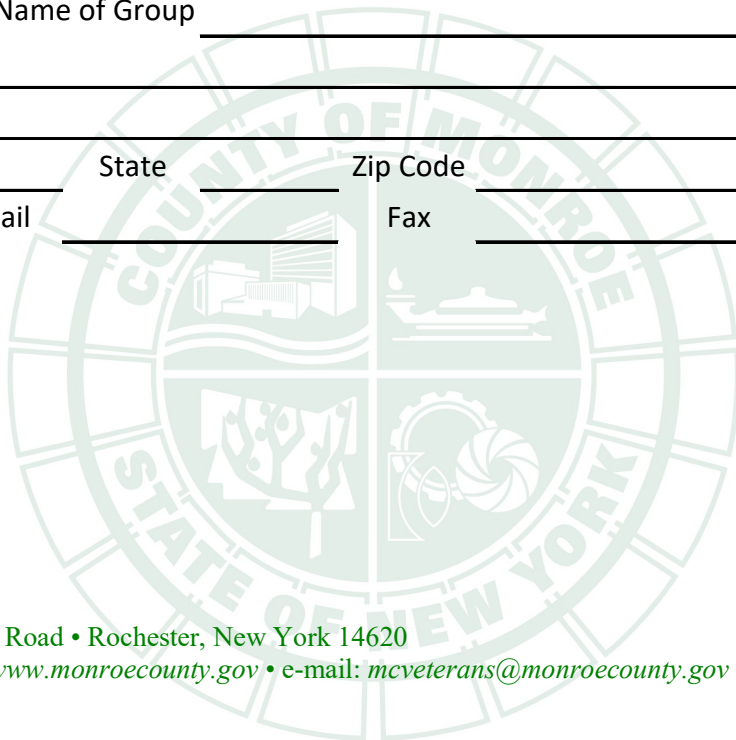 Name of Group
State Zip Code
ail Fax
COUNTY OF MONROE
STATE OF NEW YORK
Road • Rochester, New York 14620
www.monroecounty.gov • e-mail: mcveterans@monroecounty.gov